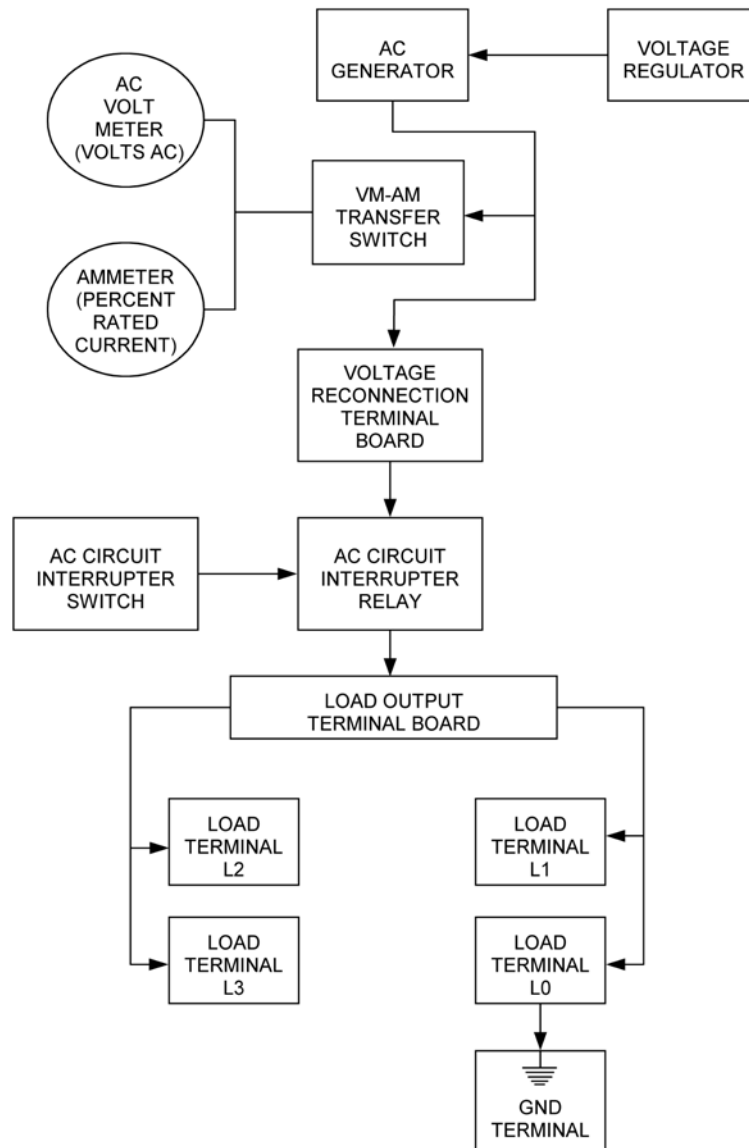 AC
GENERATOR
VOLTAGE
REGULATOR
AC
VOLT
METER
(VOLTS AC)
VM-AM
TRANSFER
SWITCH
AMMETER
(PERCENT
RATED
CURRENT)
VOLTAGE
RECONNECTION
TERMINAL
BOARD
AC CIRCUIT
INTERRUPTER
SWITCH
AC CIRCUIT
INTERRUPTER
RELAY
LOAD OUTPUT
TERMINAL BOARD
LOAD
TERMINAL
L2
LOAD
TERMINAL
L1
LOAD
TERMINAL
L3
LOAD
TERMINAL
L0
GND
TERMINAL